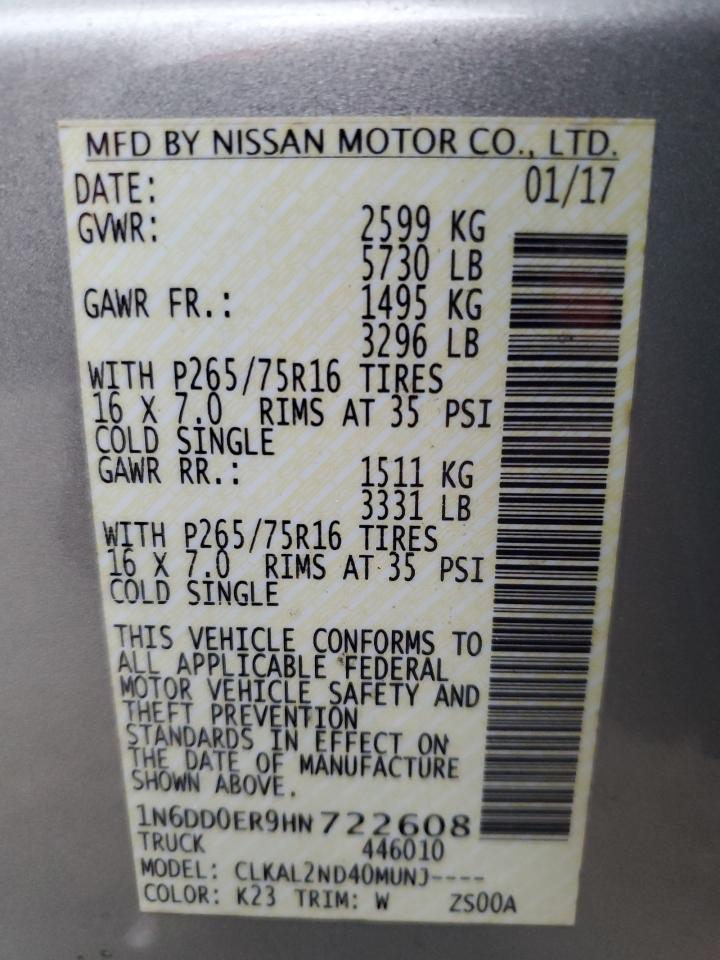 MFD BY NISSAN MOTOR CO., LTD.
DATE: 01/17
GVWR: 2599 KG
5730 LB
GAWR FR.: 1495 KG
3296 LB
WITH P265/75R16 TIRES
16 X 7.0 RIMS AT 35 PSI
COLD SINGLE
GAWR RR.: 1511 KG
3331 LB
WITH P265/75R16 TIRES
16 X 7.0 RIMS AT 35 PSI
COLD SINGLE
THIS VEHICLE CONFORMS TO
ALL APPLICABLE FEDERAL
MOTOR VEHICLE SAFETY AND
THEFT PREVENTION
STANDARDS IN EFFECT ON
THE DATE OF MANUFACTURE
SHOWN ABOVE.
1N6DD0ER9HN722608
TRUCK 446010
MODEL: CLKAL2ND40MUNJ----
COLOR: K23 TRIM: W ZS00A